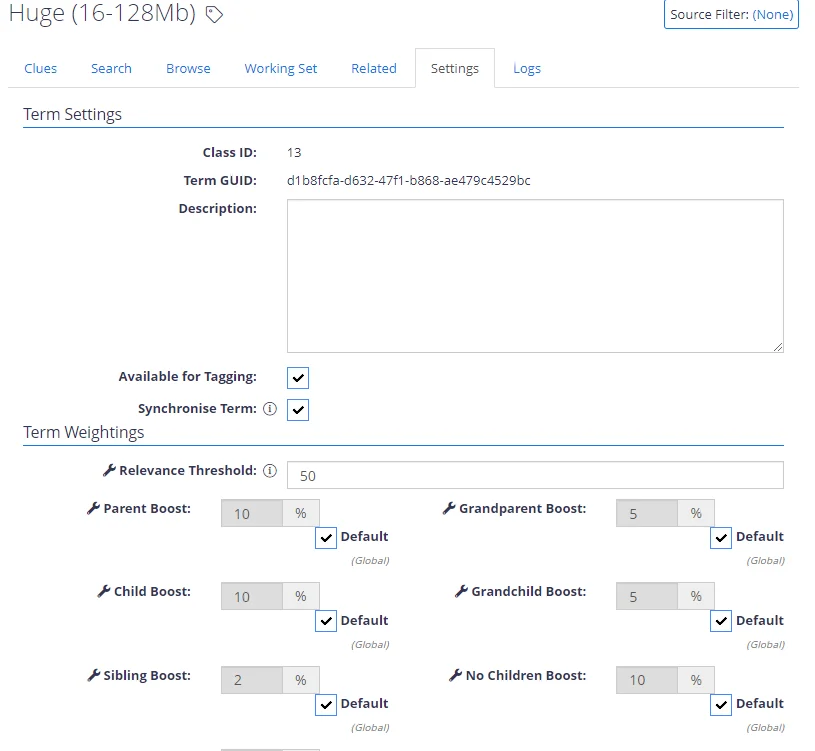 Huge (16-128Mb)
Source Filter: (None)
Clues Search Browse Working Set Related Settings Logs
Term Settings
Class ID: 13
Term GUID: d1b8fcfa-d632-47f1-b868-ae479c4529bc
Description:
Available for Tagging:
Synchronise Term:
Term Weightings
Relevance Threshold: 50
Parent Boost: 10 % Grandparent Boost: 5 %
Default Default
(Global) (Global)
Child Boost: 10 % Grandchild Boost: 5 %
Default Default
(Global) (Global)
Sibling Boost: 2 % No Children Boost: 10 %
Default Default
(Global) (Global)